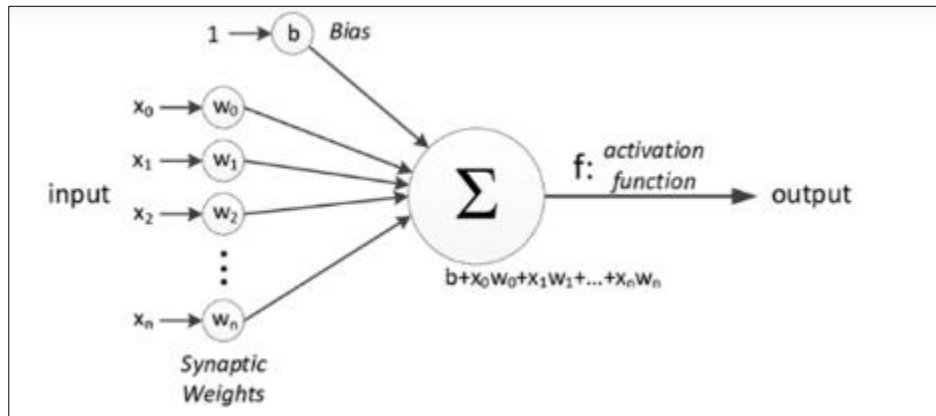 1 b Bias
x₀ w₀
x₁ w₁
input
x₂ w₂
xₙ wₙ
Synaptic
Weights
Σ
b+x₀w₀+x₁w₁+...+xₙwₙ
f: activation
function
output